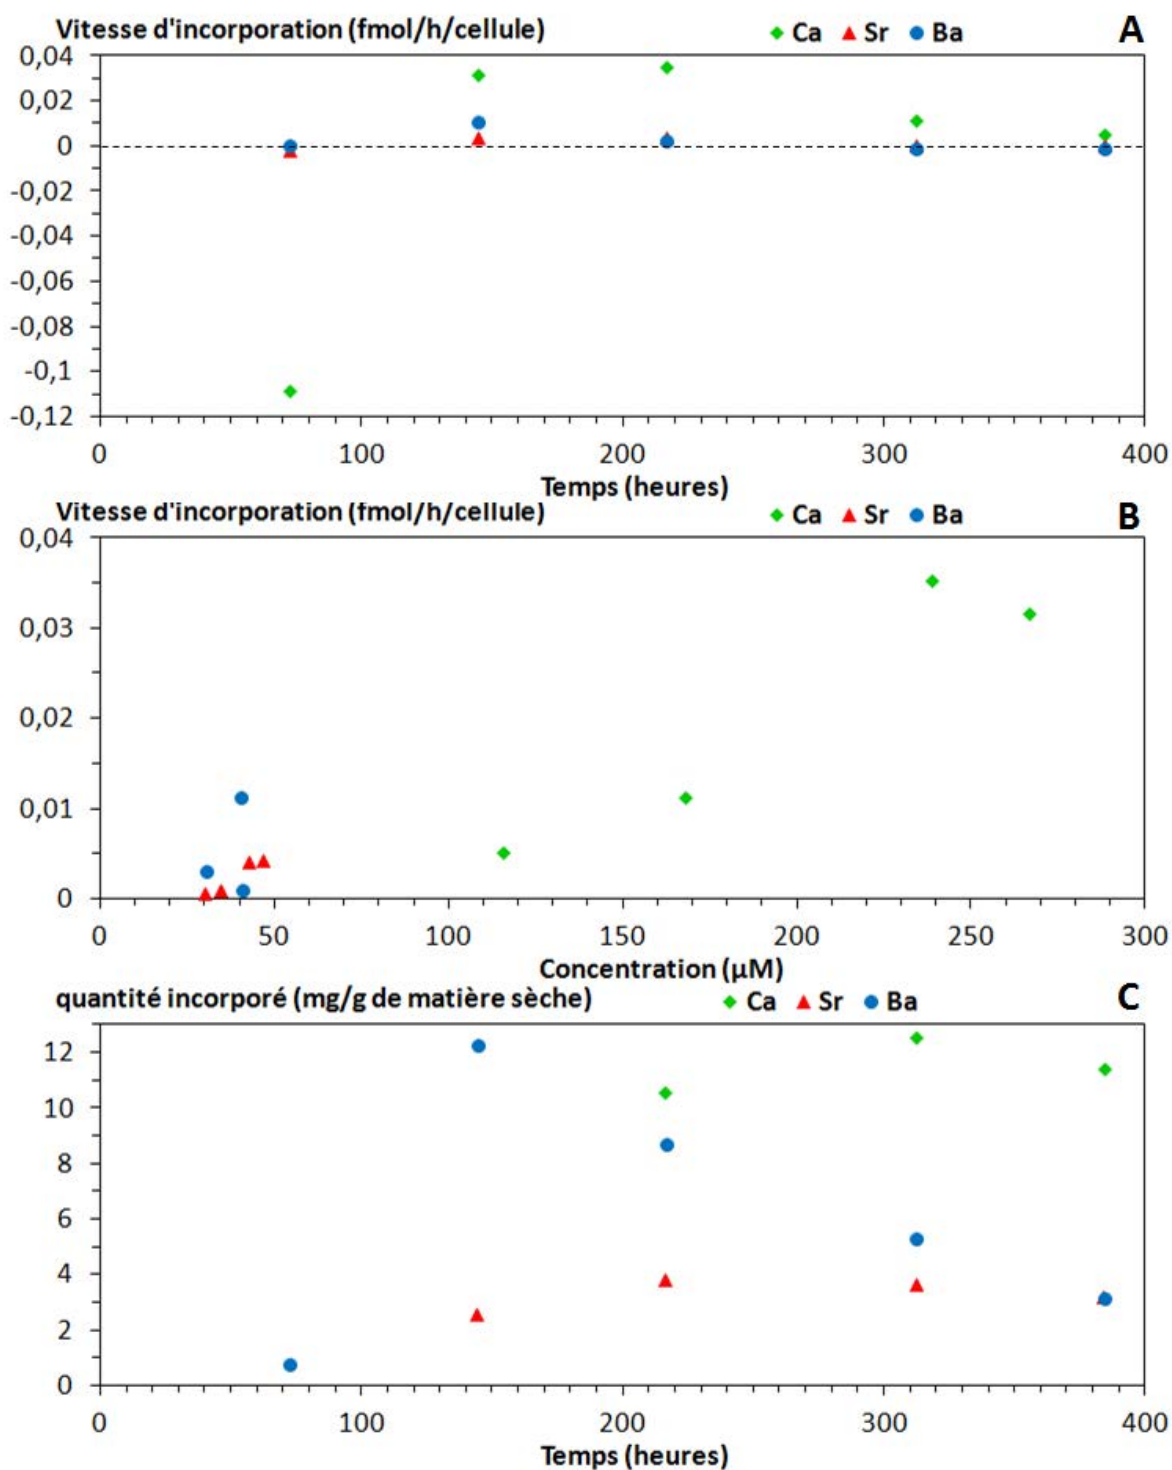 Vitesse d'incorporation (fmol/h/cellule) Ca Sr Ba A
0,04
0,02
0
-0,02
-0,04
-0,06
-0,08
-0,1
-0,12
0 100 200 300 400
Temps (heures)
Vitesse d'incorporation (fmol/h/cellule) Ca Sr Ba B
0,04
0,03
0,02
0,01
0
0 50 100 150 200 250 300
Concentration (µM)
quantité incorporé (mg/g de matière sèche) Ca Sr Ba C
12
10
8
6
4
2
0
0 100 200 300 400
Temps (heures)